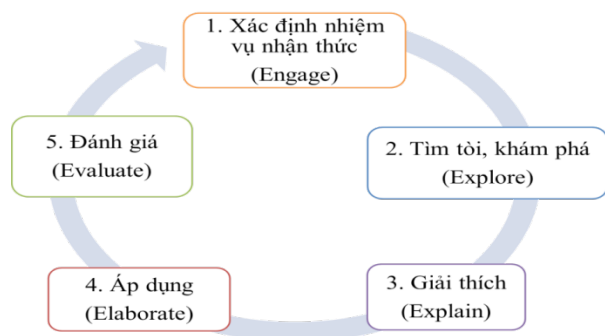 1. Xác định nhiệm
vụ nhận thức
(Engage)
2. Tìm tòi, khám phá
(Explore)
3. Giải thích
(Explain)
4. Áp dụng
(Elaborate)
5. Đánh giá
(Evaluate)